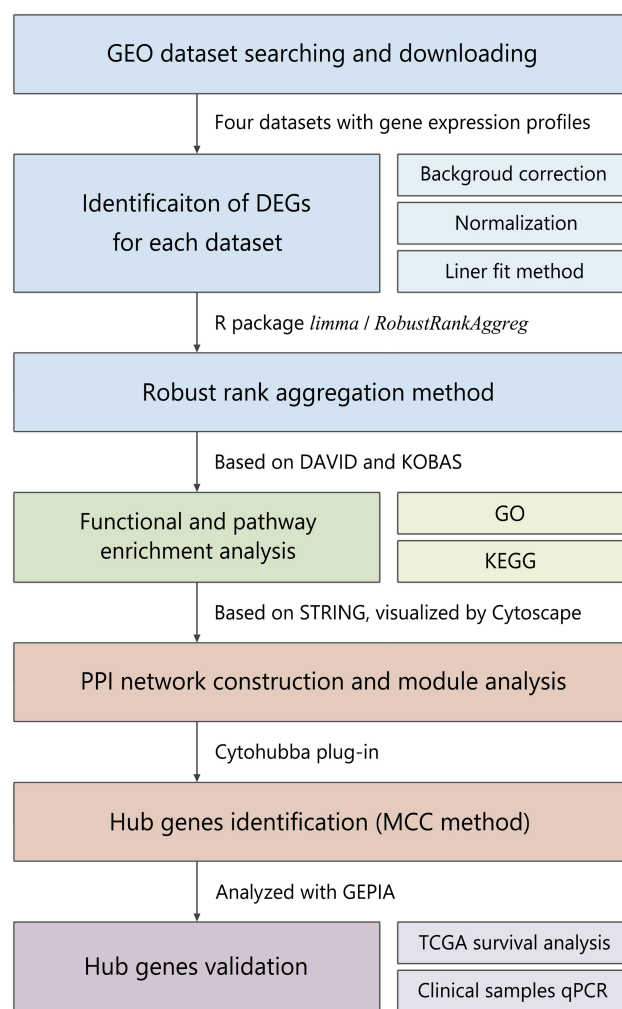 GEO dataset searching and downloading
Four datasets with gene expression profiles
Identificaiton of DEGs
for each dataset
Backgroud correction
Normalization
Liner fit method
R package limma / RobustRankAggreg
Robust rank aggregation method
Based on DAVID and KOBAS
Functional and pathway
enrichment analysis
GO
KEGG
Based on STRING, visualized by Cytoscape
PPI network construction and module analysis
Cytohubba plug-in
Hub genes identification (MCC method)
Analyzed with GEPIA
Hub genes validation
TCGA survival analysis
Clinical samples qPCR